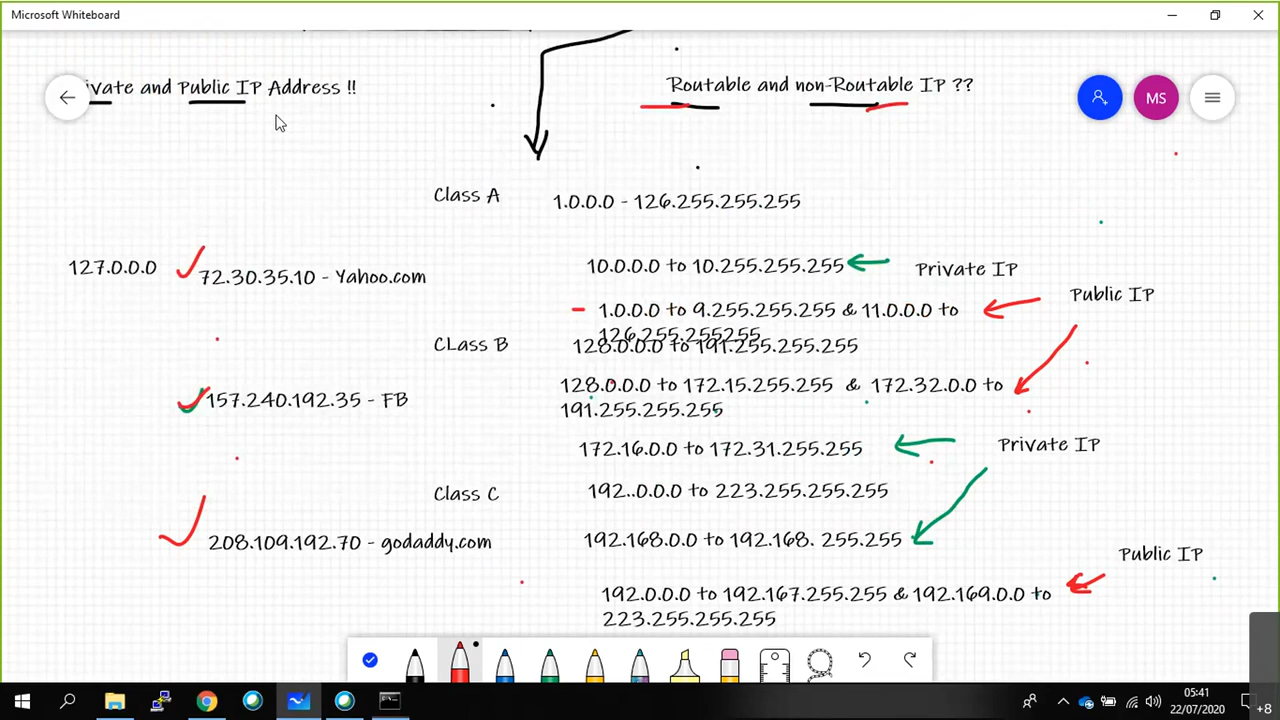 Microsoft Whiteboard
ivate and Public IP Address !!
Routable and non-Routable IP ??
MS
Class A
1.0.0.0 - 126.255.255.255
127.0.0.0
72.30.35.10 - Yahoo.com
10.0.0.0 to 10.255.255.255
Private IP
Public IP
1.0.0.0 to 9.255.255.255 & 11.0.0.0 to
126.255.255255
CLass B
128.0.0.0 to 191.255.255.255
128.0.0.0 to 172.15.255.255 & 172.32.0.0 to
191.255.255.255
157.240.192.35 - FB
172.16.0.0 to 172.31.255.255
Private IP
Class C
192..0.0.0 to 223.255.255.255
208.109.192.70 - godaddy.com
192.168.0.0 to 192.168. 255.255
Public IP
192.0.0.0 to 192.167.255.255 & 192.169.0.0 to
223.255.255.255
05:41
22/07/2020
+8